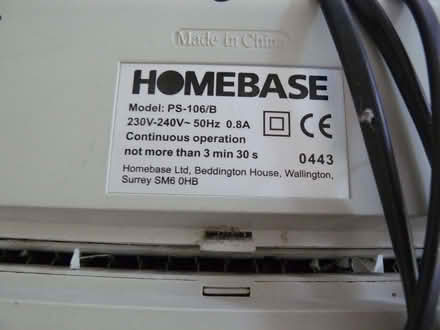 Made in China
HOMEBASE
Model: PS-106/B
230V-240V~ 50Hz 0.8A
Continuous operation
not more than 3 min 30 s
CE
0443
Homebase Ltd, Beddington House, Wallington,
Surrey SM6 0HB